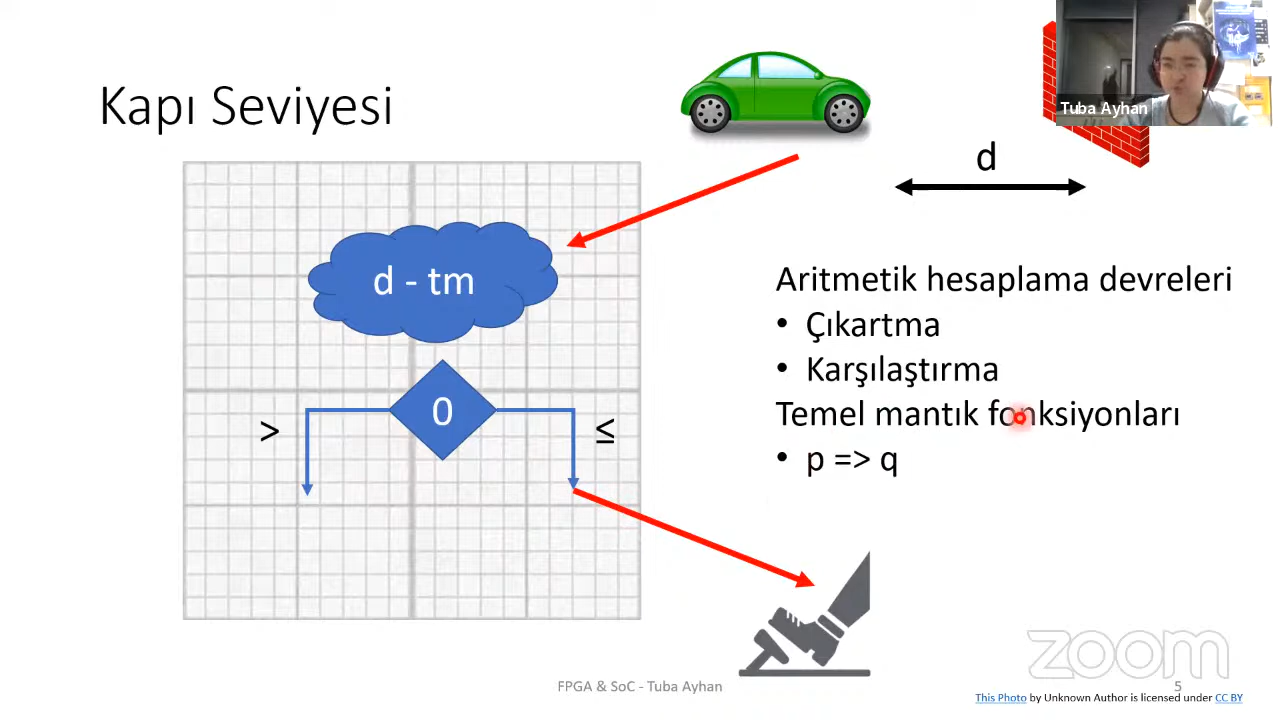 Kapı Seviyesi
Tuba Ayhan
d
d - tm
0
>
≤
Aritmetik hesaplama devreleri
• Çıkartma
• Karşılaştırma
Temel mantık fonksiyonları
• p => q
zoom
FPGA & SoC - Tuba Ayhan
5
This Photo by Unknown Author is licensed under CC BY